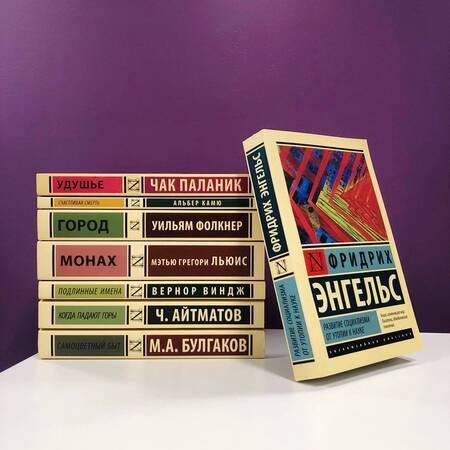 УДУШЬЕ
N
ЧАК ПАЛАНИК
СЧАСТЛИВАЯ СМЕРТЬ
N
АЛЬБЕР КАМЮ
ГОРОД
N
УИЛЬЯМ ФОЛКНЕР
МОНАХ
N
МЭТЬЮ ГРЕГОРИ ЛЬЮИС
ПОДЛИННЫЕ ИМЕНА
N
ВЕРНОР ВИНДЖ
КОГДА ПАДАЮТ ГОРЫ
N
Ч. АЙТМАТОВ
САМОЦВЕТНЫЙ БЫТ
N
М.А. БУЛГАКОВ
ФРИДРИХ ЭНГЕЛЬС
N
РАЗВИТИЕ СОЦИАЛИЗМА
ОТ УТОПИИ К НАУКЕ
N
ФРИДРИХ
ЭНГЕЛЬС
РАЗВИТИЕ СОЦИАЛИЗМА
ОТ УТОПИИ К НАУКЕ
ЭКСКЛЮЗИВНАЯ КЛАССИКА